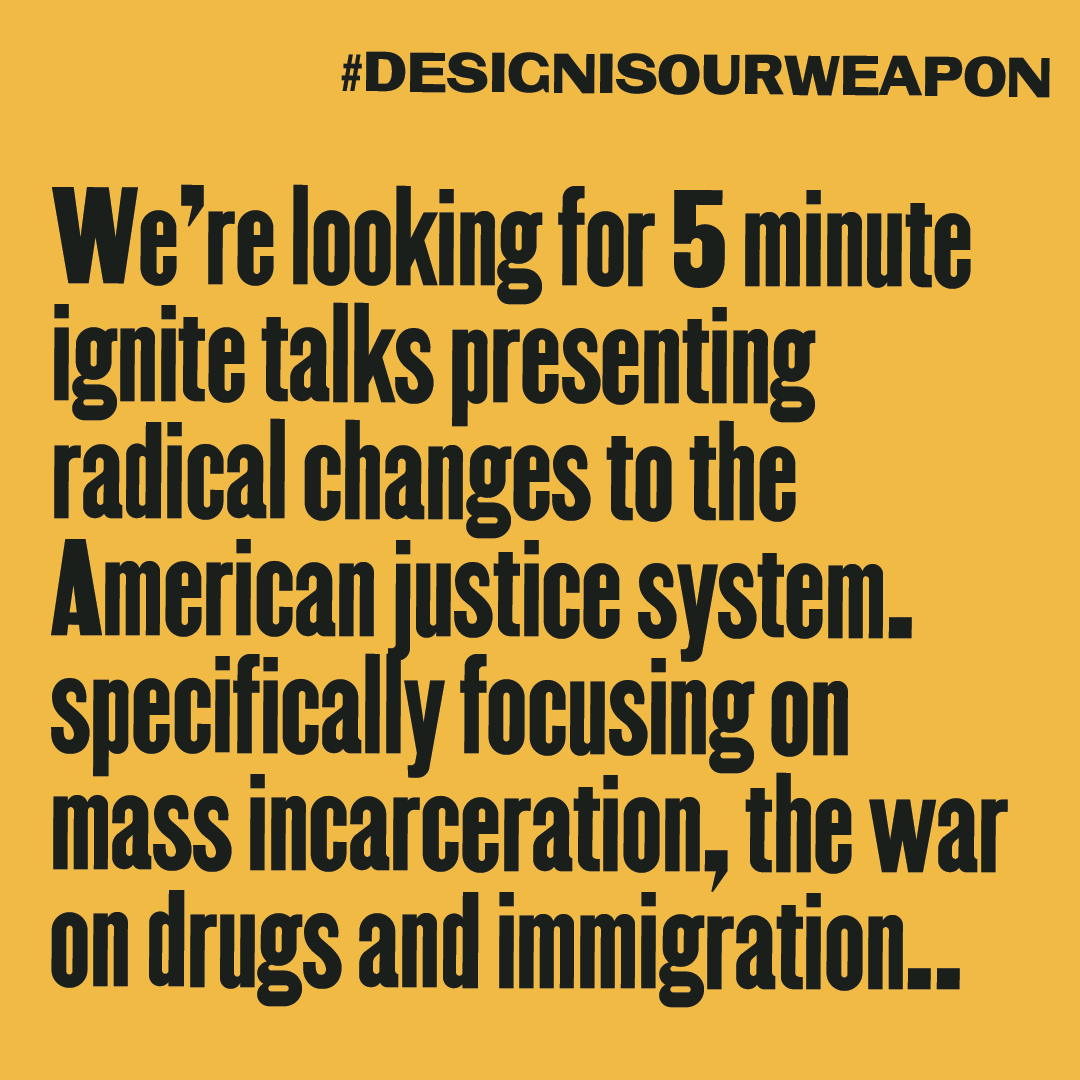 #DESIGNISOURWEAPON
We’re looking for 5 minute
ignite talks presenting
radical changes to the
American justice system.
specifically focusing on
mass incarceration, the war
on drugs and immigration..